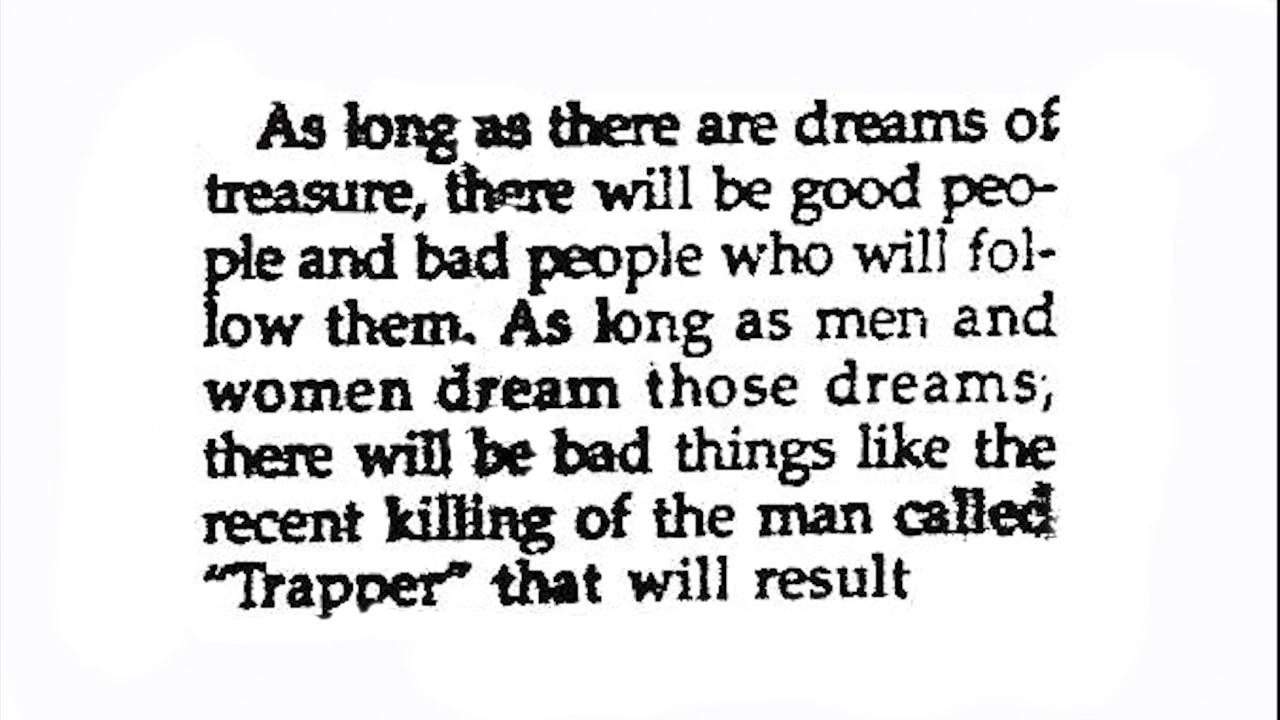 As long as there are dreams of
treasure, there will be good peo-
ple and bad people who will fol-
low them. As long as men and
women dream those dreams,
there will be bad things like the
recent killing of the man called
“Trapper” that will result